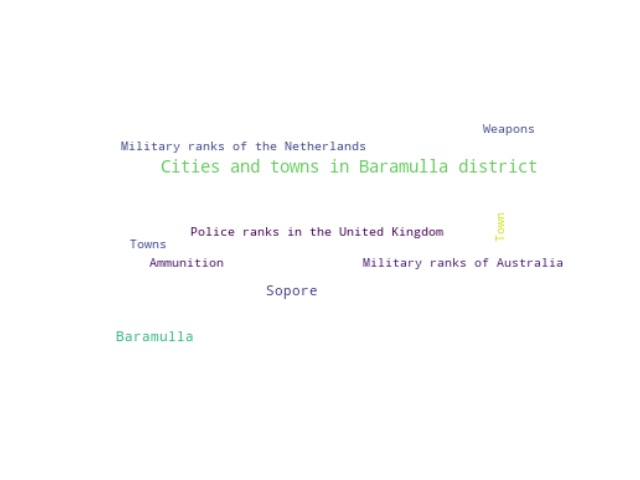 Weapons
Military ranks of the Netherlands
Cities and towns in Baramulla district
Town
Police ranks in the United Kingdom
Towns
Ammunition
Military ranks of Australia
Sopore
Baramulla